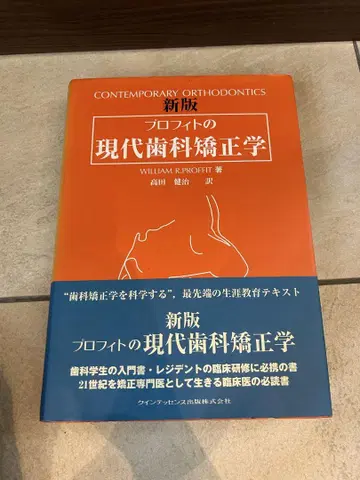 CONTEMPORARY ORTHODONTICS
新版
プロフィトの
現代歯科矯正学
WILLIAM R.PROFFIT 著
高田 健治 訳
“歯科矯正学を科学する”，最先端の生涯教育テキスト
新版
プロフィトの現代歯科矯正学
歯科学生の入門書・レジデントの臨床研修に必携の書
21世紀を矯正専門医として生きる臨床医の必読書
クインテッセンス出版株式会社